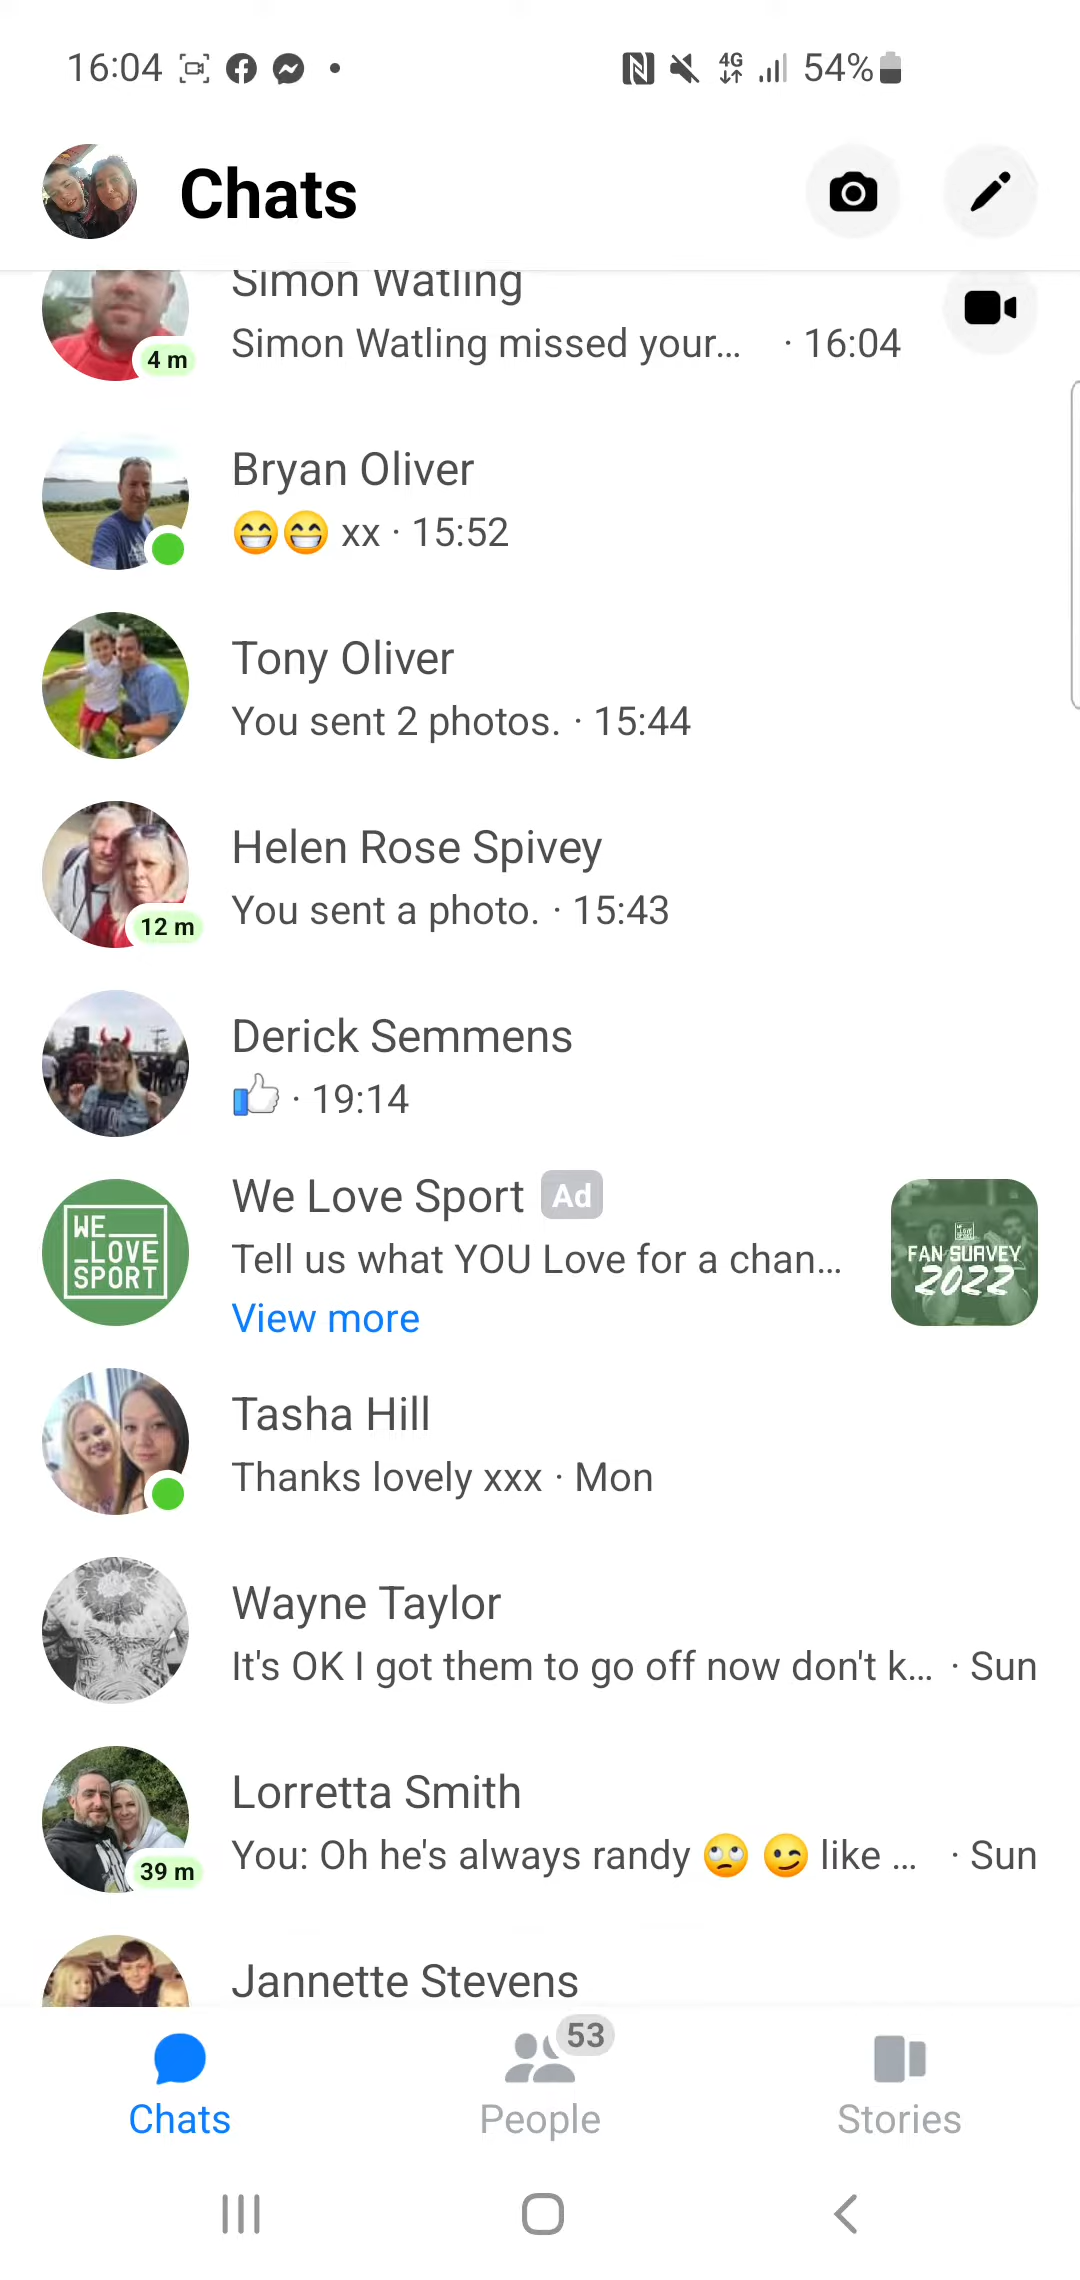 16:04 4G 54%
Chats
Simon Watling
Simon Watling missed your... · 16:04
4 m
Bryan Oliver
😁😁 xx · 15:52
Tony Oliver
You sent 2 photos. · 15:44
Helen Rose Spivey
You sent a photo. · 15:43
12 m
Derick Semmens
👍 · 19:14
We Love Sport Ad
Tell us what YOU Love for a chan...
View more
WE
LOVE
SPORT
FAN SURVEY
2022
Tasha Hill
Thanks lovely xxx · Mon
Wayne Taylor
It's OK I got them to go off now don't k... · Sun
Lorretta Smith
You: Oh he's always randy 🙄 😉 like ... · Sun
39 m
Jannette Stevens
53
Chats People Stories